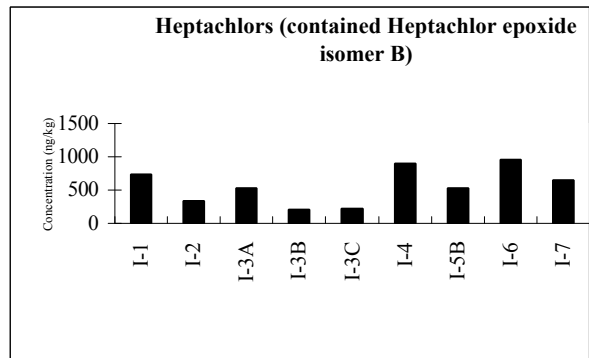 Heptachlors (contained Heptachlor epoxide
isomer B)
Concentration (ng/kg)
1500
1000
500
0
I-1
I-2
I-3A
I-3B
I-3C
I-4
I-5B
I-6
I-7